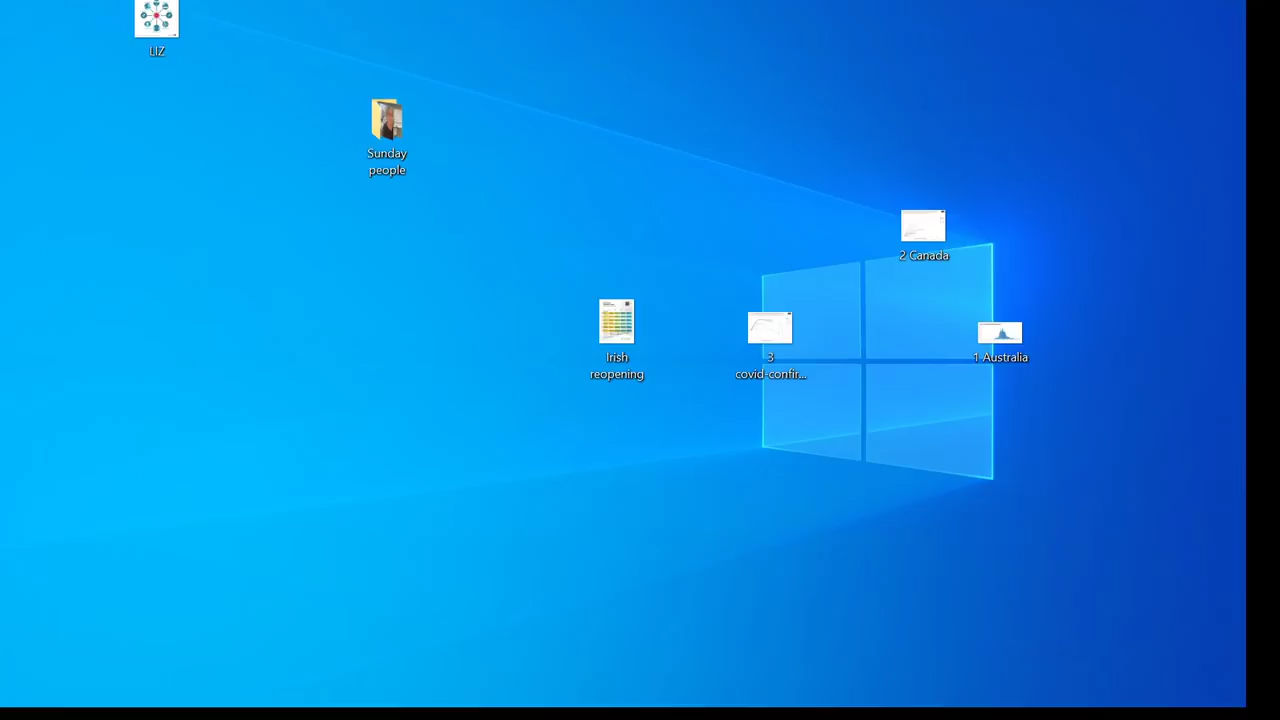 LIZ
Sunday
people
2 Canada
Irish
reopening
3
covid-confir...
1 Australia